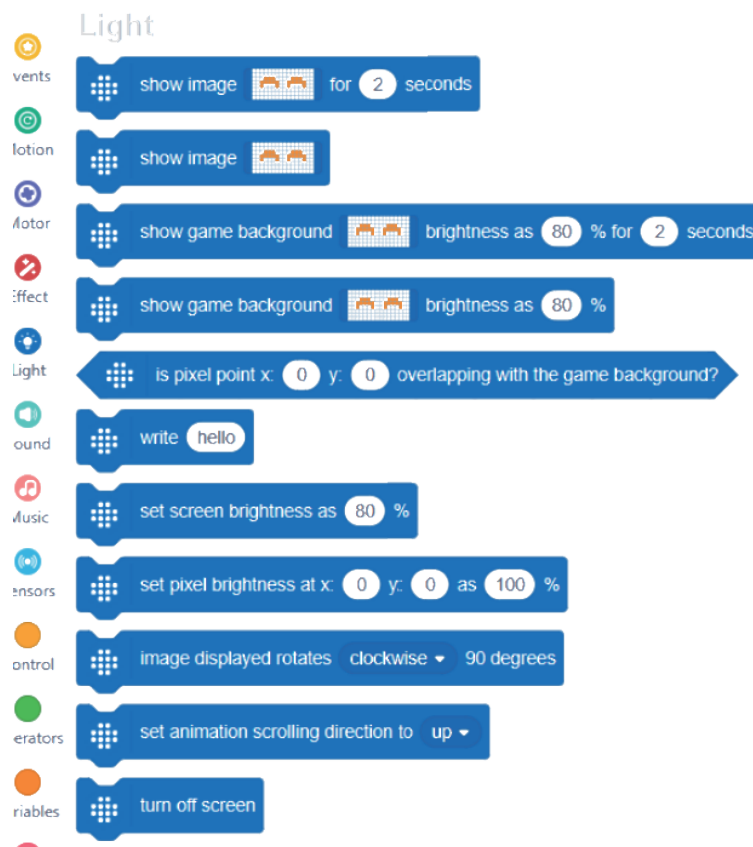 Light
vents
show image for 2 seconds
lotion
show image
Motor
show game background brightness as 80 % for 2 seconds
Effect
show game background brightness as 80 %
Light
is pixel point x: 0 y: 0 overlapping with the game background?
ound
write hello
Music
set screen brightness as 80 %
ensors
set pixel brightness at x: 0 y: 0 as 100 %
ontrol
image displayed rotates clockwise 90 degrees
erators
set animation scrolling direction to up
riables
turn off screen